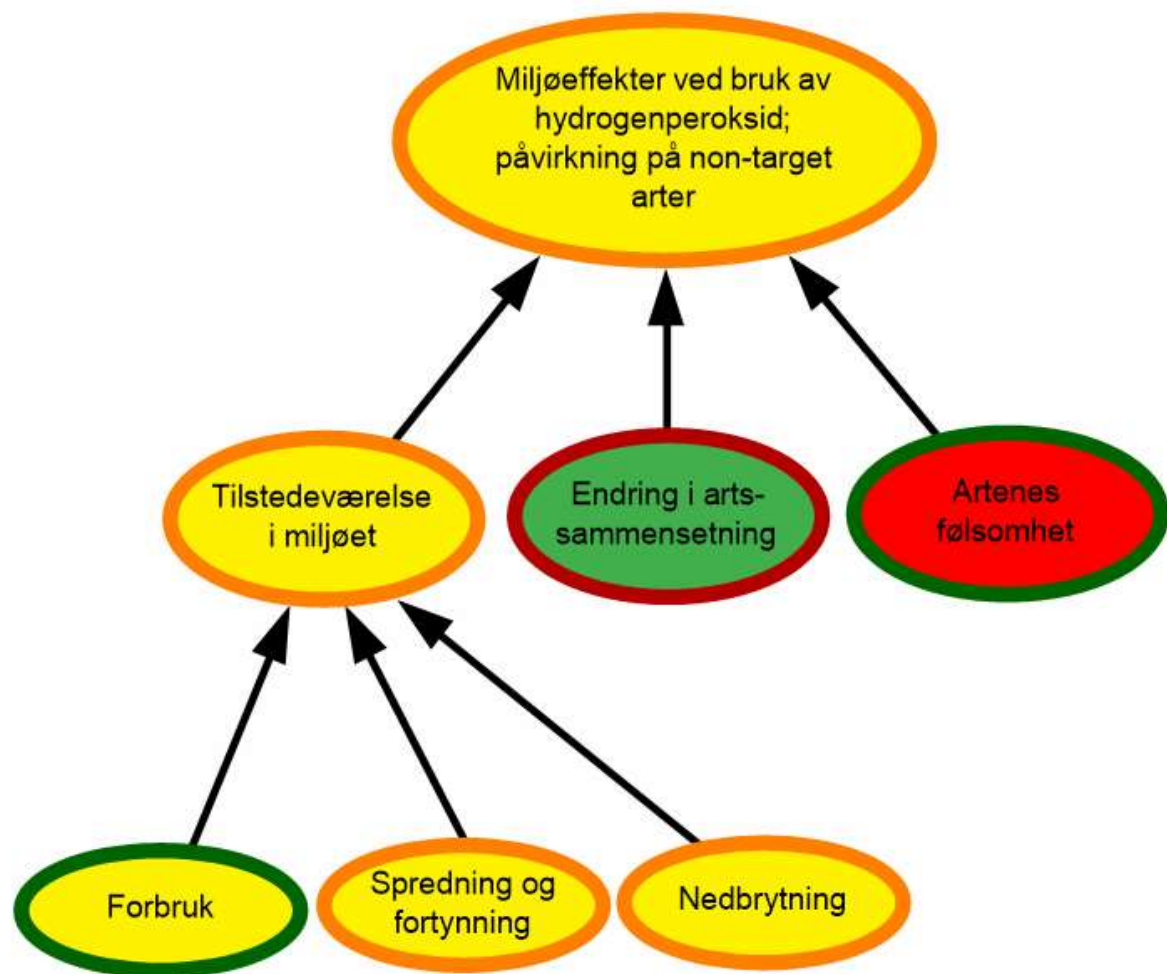 Miljøeffekter ved bruk av
hydrogenperoksid;
påvirkning på non-target
arter
Tilstedeværelse
i miljøet
Endring i arts-
sammensetning
Artenes
følsomhet
Forbruk
Spredning og
fortynning
Nedbrytning